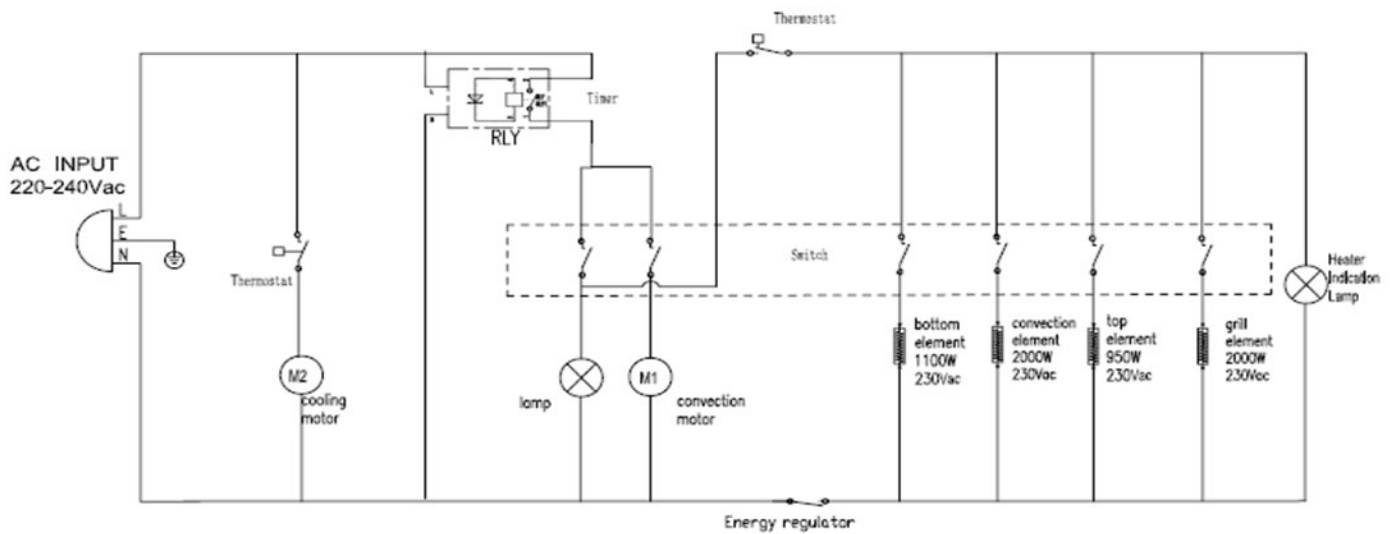 Thermostat
Timer
RLY
AC INPUT
220-240Vac
L
E
N
Thermostat
Switch
Heater
Indication
Lamp
bottom
element
1100W
230Vac
convection
element
2000W
230Vac
top
element
950W
230Vac
grill
element
2000W
230Vac
M2
cooling
motor
lamp
M1
convection
motor
Energy regulator